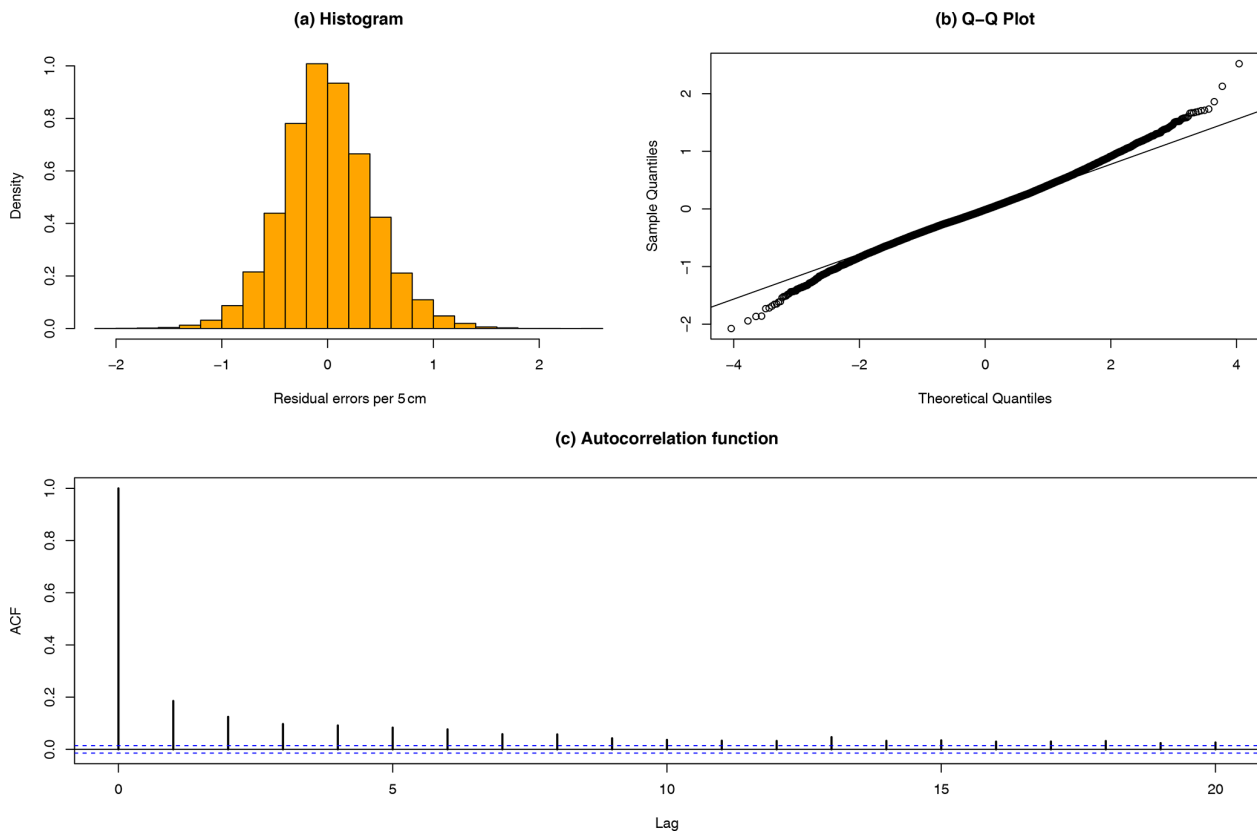 (a) Histogram
Density
0.0 0.2 0.4 0.6 0.8 1.0
−2 −1 0 1 2
Residual errors per 5 cm
(b) Q−Q Plot
Sample Quantiles
−2 −1 0 1 2
−4 −2 0 2 4
Theoretical Quantiles
(c) Autocorrelation function
ACF
0.0 0.2 0.4 0.6 0.8 1.0
0 5 10 15 20
Lag